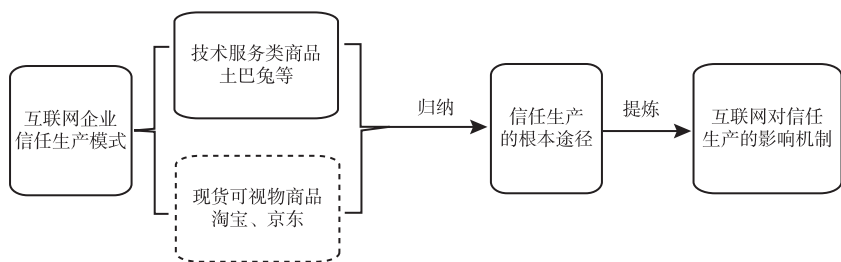 互联网企业
信任生产模式
技术服务类商品
土巴兔等
现货可视物商品
淘宝、京东
归纳
信任生产
的根本途径
提炼
互联网对信任
生产的影响机制